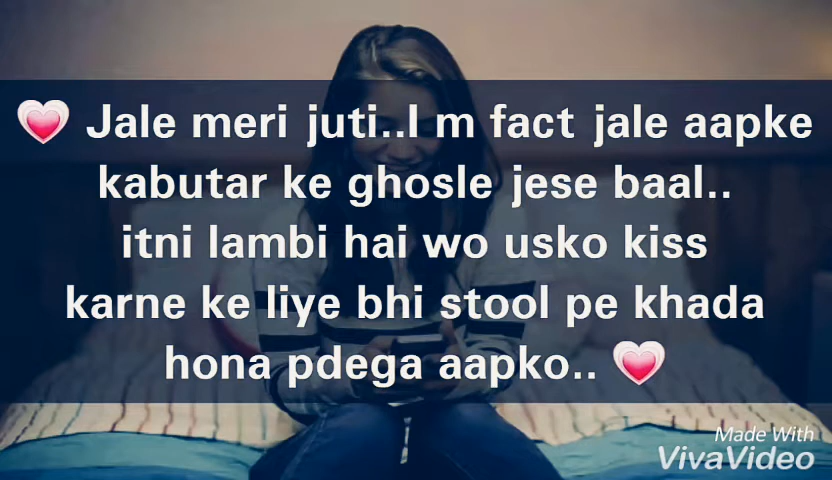 💗 Jale meri juti..I m fact jale aapke
kabutar ke ghosle jese baal..
itni lambi hai wo usko kiss
karne ke liye bhi stool pe khada
hona pdega aapko.. 💗
Made With
VivaVideo